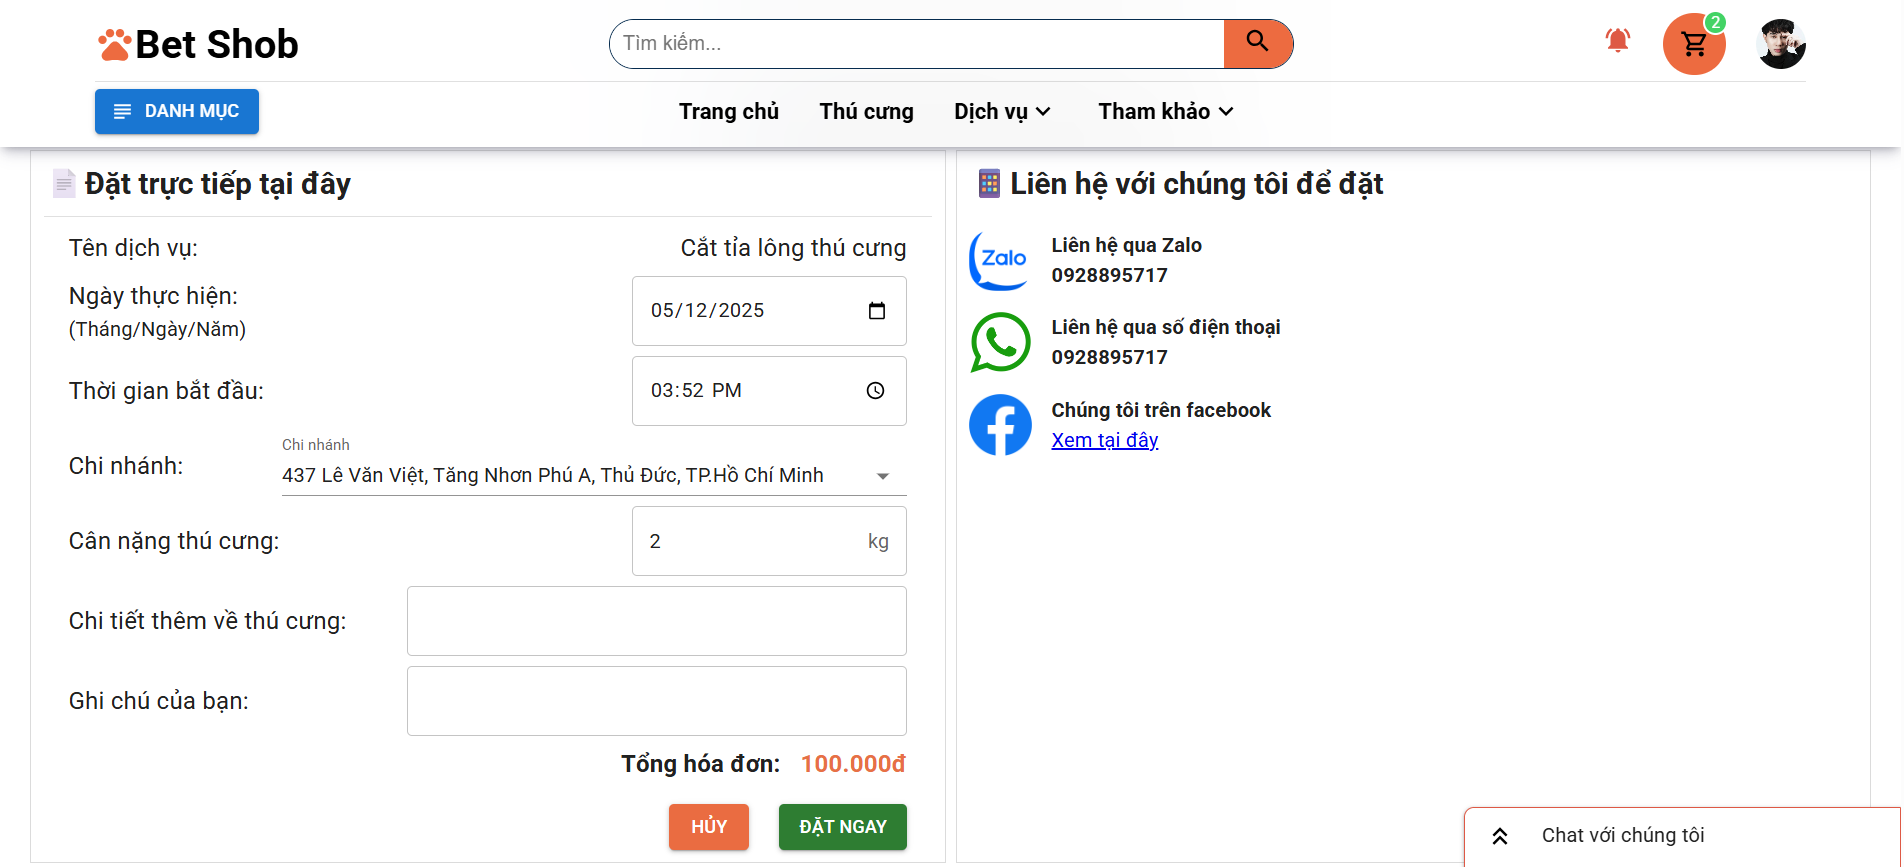 Bet Shob
Tìm kiếm...
2
DANH MỤC
Trang chủ
Thú cưng
Dịch vụ
Tham khảo
Đặt trực tiếp tại đây
Tên dịch vụ:
Cắt tỉa lông thú cưng
Ngày thực hiện:
(Tháng/Ngày/Năm)
05/12/2025
Thời gian bắt đầu:
03:52 PM
Chi nhánh:
Chi nhánh
437 Lê Văn Việt, Tăng Nhơn Phú A, Thủ Đức, TP.Hồ Chí Minh
Cân nặng thú cưng:
2 kg
Chi tiết thêm về thú cưng:
Ghi chú của bạn:
Tổng hóa đơn: 100.000đ
HỦY
ĐẶT NGAY
Liên hệ với chúng tôi để đặt
Zalo
Liên hệ qua Zalo
0928895717
Liên hệ qua số điện thoại
0928895717
Chúng tôi trên facebook
Xem tại đây
Chat với chúng tôi